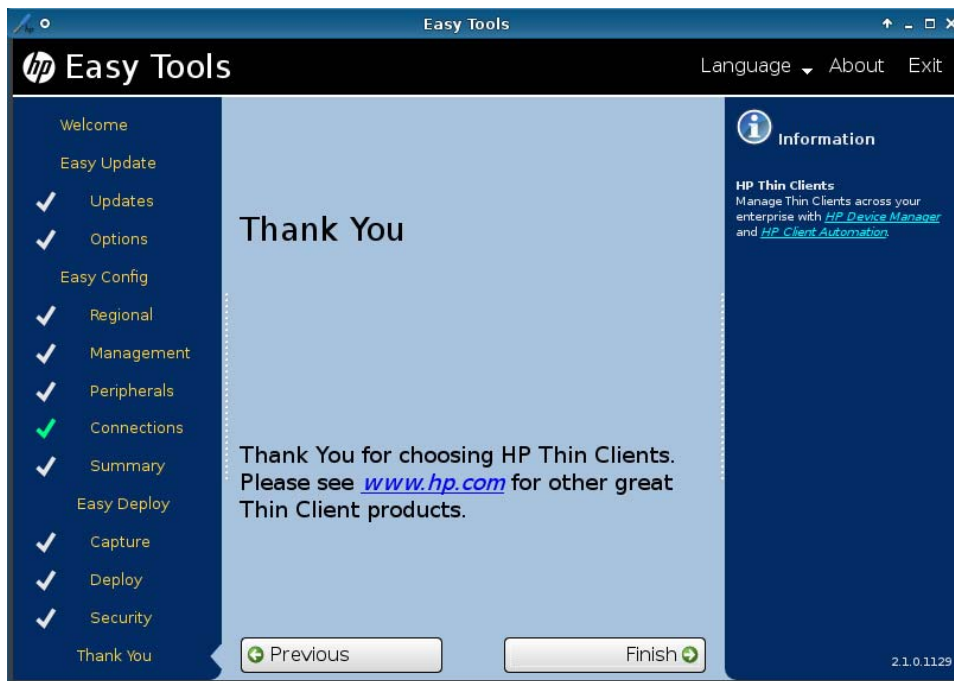 Easy Tools
hp Easy Tools
Language About Exit
Welcome
Easy Update
Updates
Options
Easy Config
Regional
Management
Peripherals
Connections
Summary
Easy Deploy
Capture
Deploy
Security
Thank You
Thank You
Thank You for choosing HP Thin Clients.
Please see www.hp.com for other great
Thin Client products.
Previous
Finish
Information
HP Thin Clients
Manage Thin Clients across your
enterprise with HP Device Manager
and HP Client Automation.
2.1.0.1129